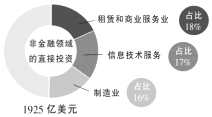 租赁和商业服务业
占比
18%
非金融领域
的直接投资
信息技术服务
占比
17%
制造业
占比
16%
1925 亿美元